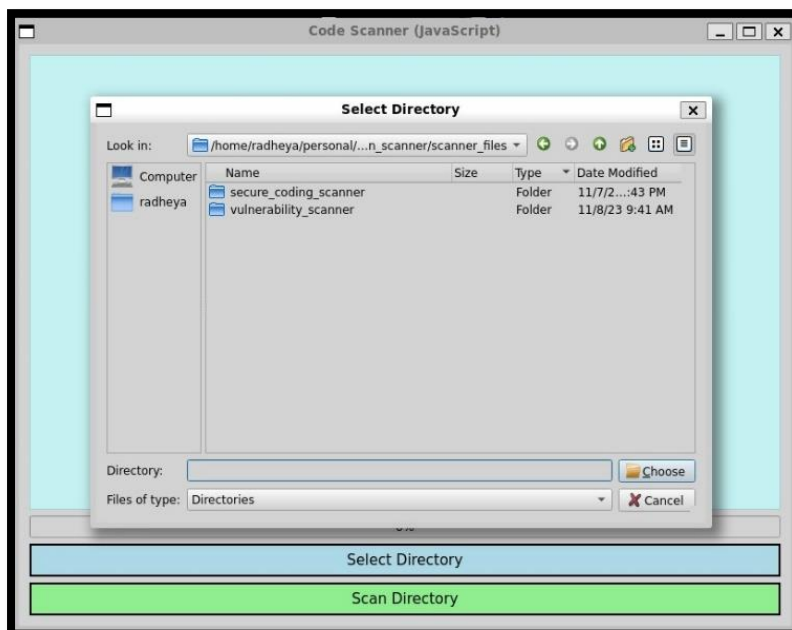 Code Scanner (JavaScript)
Select Directory
Look in: /home/radheya/personal/...n_scanner/scanner_files
Computer
radheya
Name Size Type Date Modified
secure_coding_scanner Folder 11/7/2...:43 PM
vulnerability_scanner Folder 11/8/23 9:41 AM
Directory: Choose
Files of type: Directories Cancel
Select Directory
Scan Directory